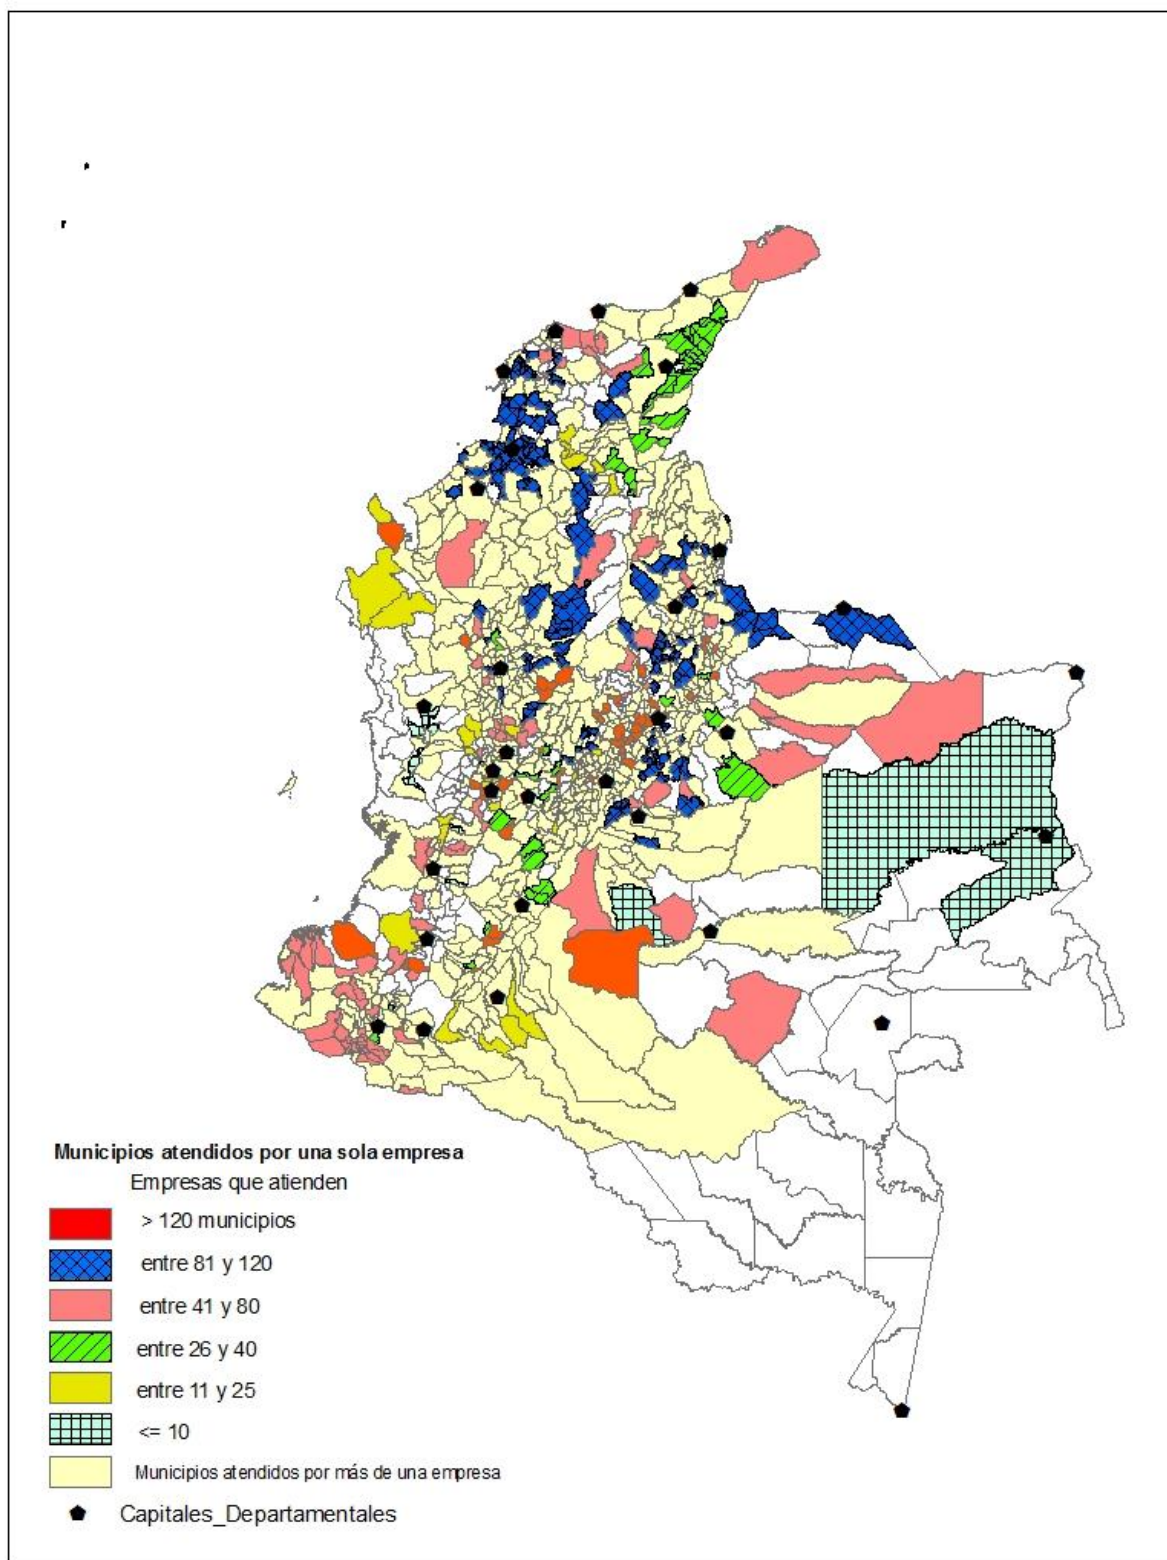 Municipios atendidos por una sola empresa
Empresas que atienden
> 120 municipios
entre 81 y 120
entre 41 y 80
entre 26 y 40
entre 11 y 25
<= 10
Municipios atendidos por más de una empresa
Capitales_Departamentales